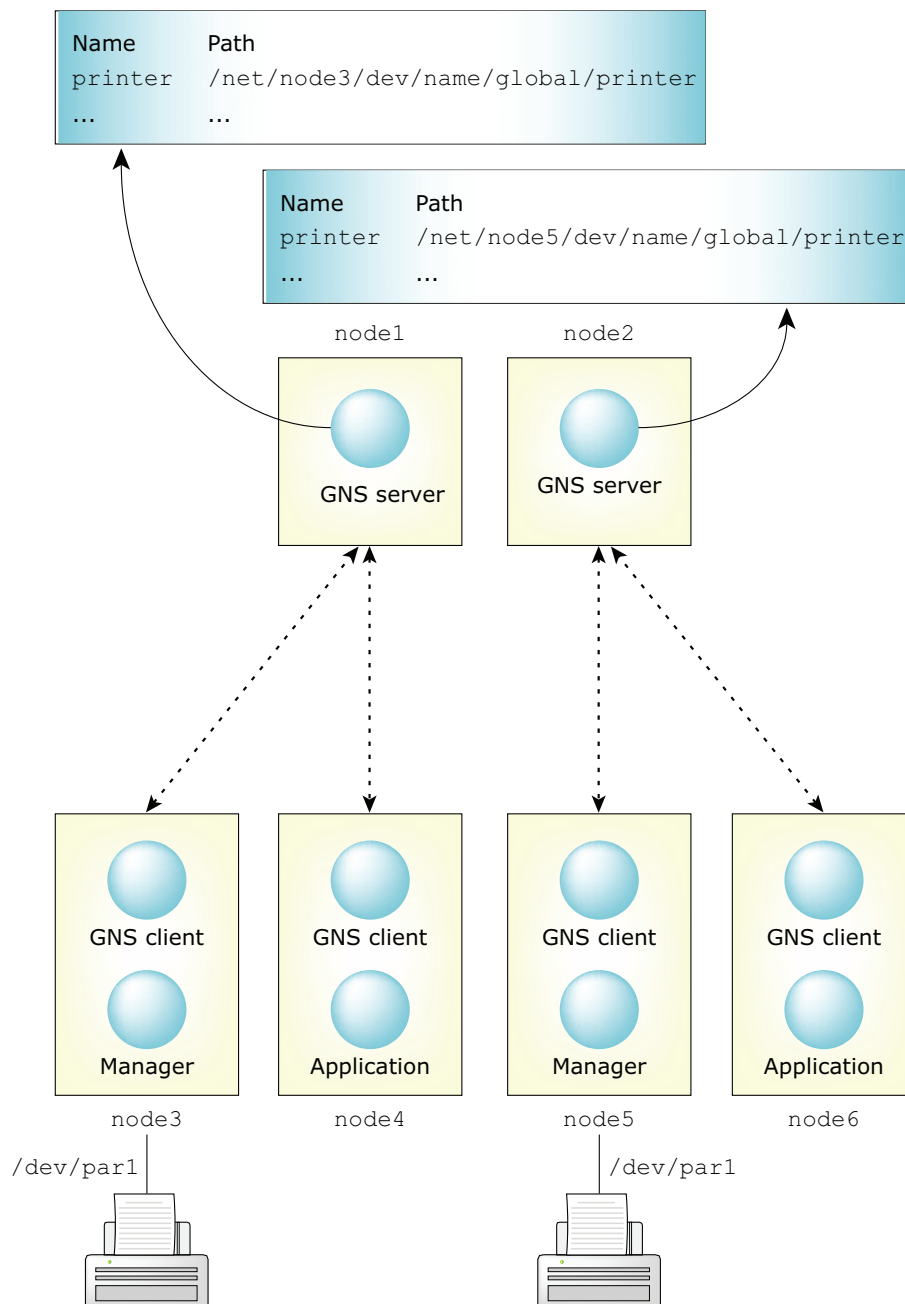 Name Path
printer /net/node3/dev/name/global/printer
... ...
Name Path
printer /net/node5/dev/name/global/printer
... ...
node1 node2
GNS server GNS server
GNS client GNS client GNS client GNS client
Manager Application Manager Application
node3 node4 node5 node6
/dev/par1 /dev/par1